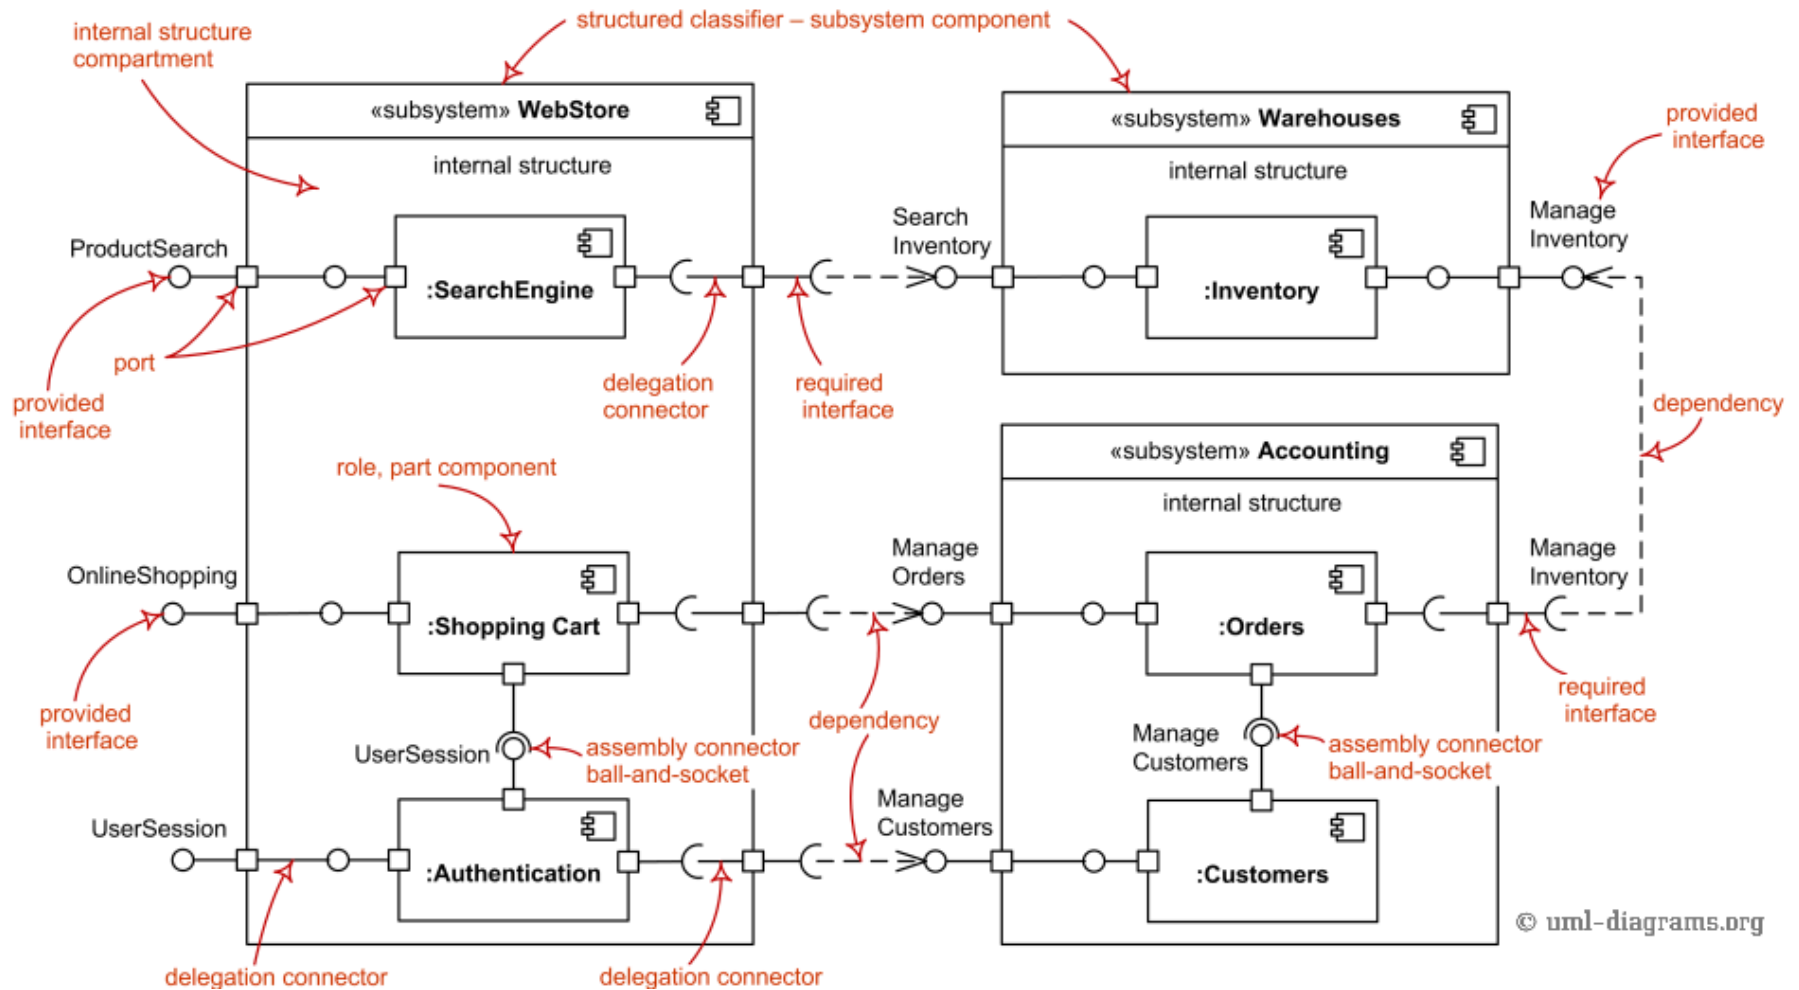 structured classifier – subsystem component
internal structure
compartment
«subsystem» WebStore
internal structure
«subsystem» Warehouses
internal structure
provided
interface
ProductSearch
:SearchEngine
Search
Inventory
:Inventory
Manage
Inventory
port
provided
interface
delegation
connector
required
interface
dependency
role, part component
«subsystem» Accounting
internal structure
OnlineShopping
:Shopping Cart
Manage
Orders
:Orders
Manage
Inventory
provided
interface
dependency
required
interface
UserSession
assembly connector
ball-and-socket
Manage
Customers
assembly connector
ball-and-socket
UserSession
:Authentication
Manage
Customers
:Customers
© uml-diagrams.org
delegation connector
delegation connector